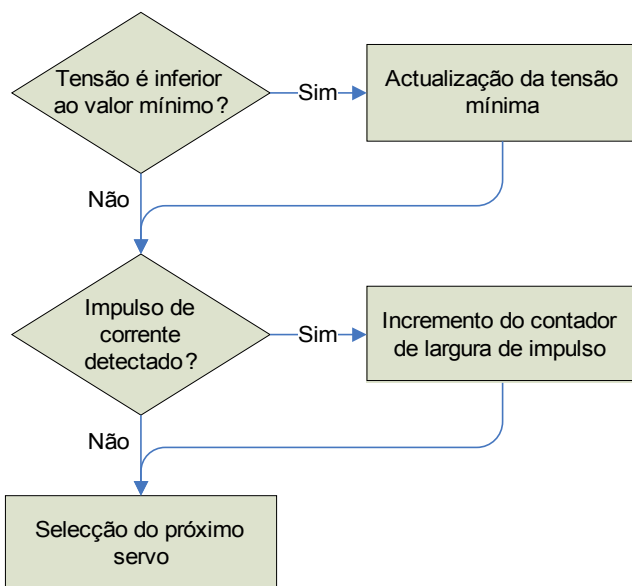 Tensão é inferior
ao valor mínimo?
Sim
Actualização da tensão
mínima
Não
Impulso de
corrente
detectado?
Sim
Incremento do contador
de largura de impulso
Não
Selecção do próximo
servo